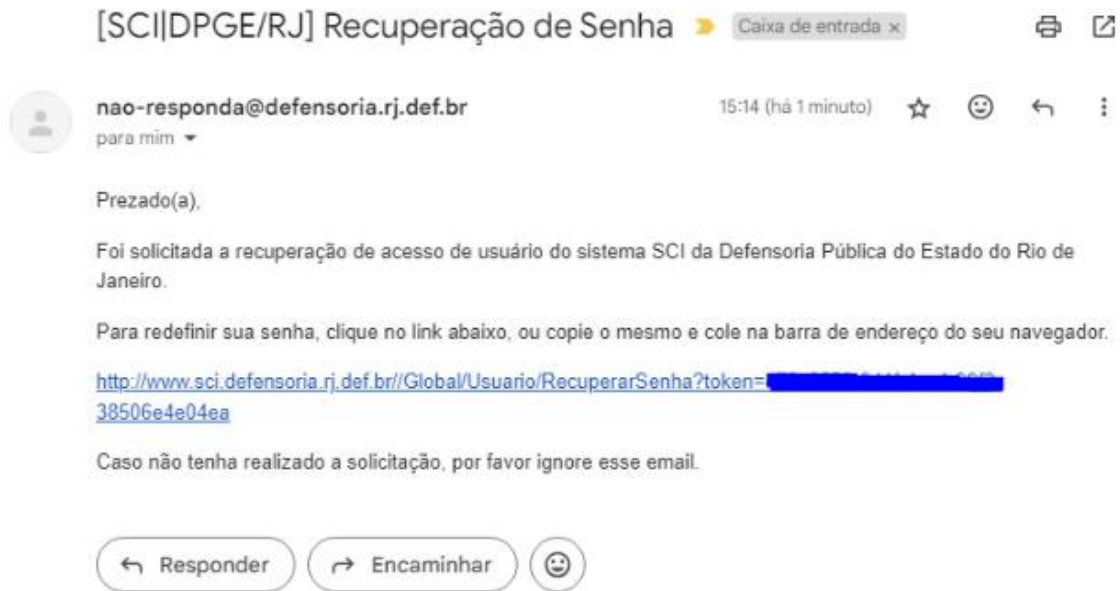 [SCI|DPGE/RJ] Recuperação de Senha Caixa de entrada ×
nao-responda@defensoria.rj.def.br 15:14 (há 1 minuto)
para mim
Prezado(a),
Foi solicitada a recuperação de acesso de usuário do sistema SCI da Defensoria Pública do Estado do Rio de
Janeiro.
Para redefinir sua senha, clique no link abaixo, ou copie o mesmo e cole na barra de endereço do seu navegador.
http://www.sci.defensoria.rj.def.br//Global/Usuario/RecuperarSenha?token=
38506e4e04ea
Caso não tenha realizado a solicitação, por favor ignore esse email.
Responder Encaminhar